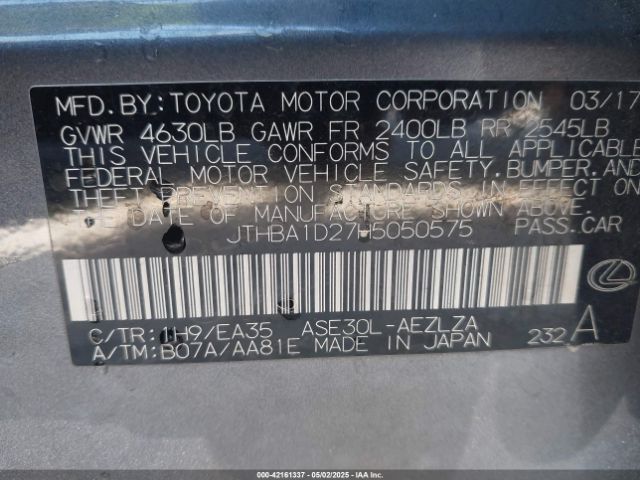 MFD.BY:TOYOTA MOTOR CORPORATION 03/17
GVWR 4630LB GAWR FR 2400LB RR 2545LB
THIS VEHICLE CONFORMS TO ALL APPLICABLE
FEDERAL MOTOR VEHICLE SAFETY,BUMPER,AND
THEFT PREVENTION STANDARDS IN EFFECT ON
THE DATE OF MANUFACTURE SHOWN ABOVE.
PASS.CAR
C/TR: /EA35 ASE30L-AEZLZA
A/TM:B07A/AA81E MADE IN JAPAN 232 A
000-42161337 - 05/02/2025 - COPYRIGHT IAA